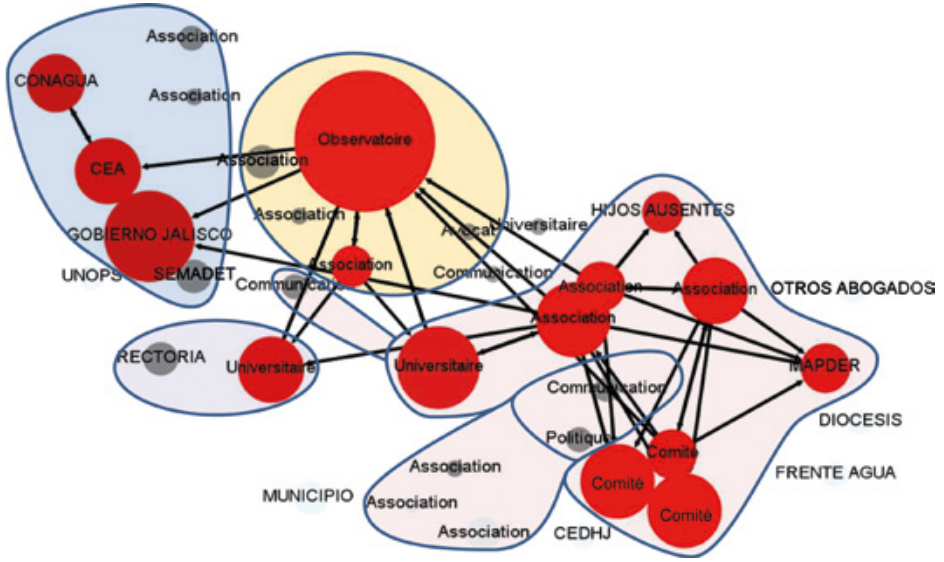 Association
CONAGUA
Association
Observatoire
CEA
Association
HIJOS AUSENTES
Association
Universitaire
Avocat
GOBIERNO JALISCO
Association
UNOPS
SEMADET
Communication
Communication
Association
Association
OTROS ABOGADOS
Association
RECTORIA
Universitaire
Universitaire
MAPDER
Communication
DIOCESIS
Politique
Comité
Association
FRENTE AGUA
Comité
MUNICIPIO
Association
Comité
Association
CEDHJ